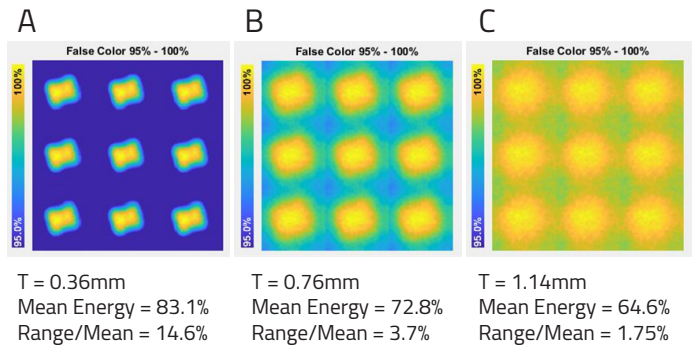 A
False Color 95% - 100%
100%
95.0%
T = 0.36mm
Mean Energy = 83.1%
Range/Mean = 14.6%
B
False Color 95% - 100%
100%
95.0%
T = 0.76mm
Mean Energy = 72.8%
Range/Mean = 3.7%
C
False Color 95% - 100%
100%
95.0%
T = 1.14mm
Mean Energy = 64.6%
Range/Mean = 1.75%